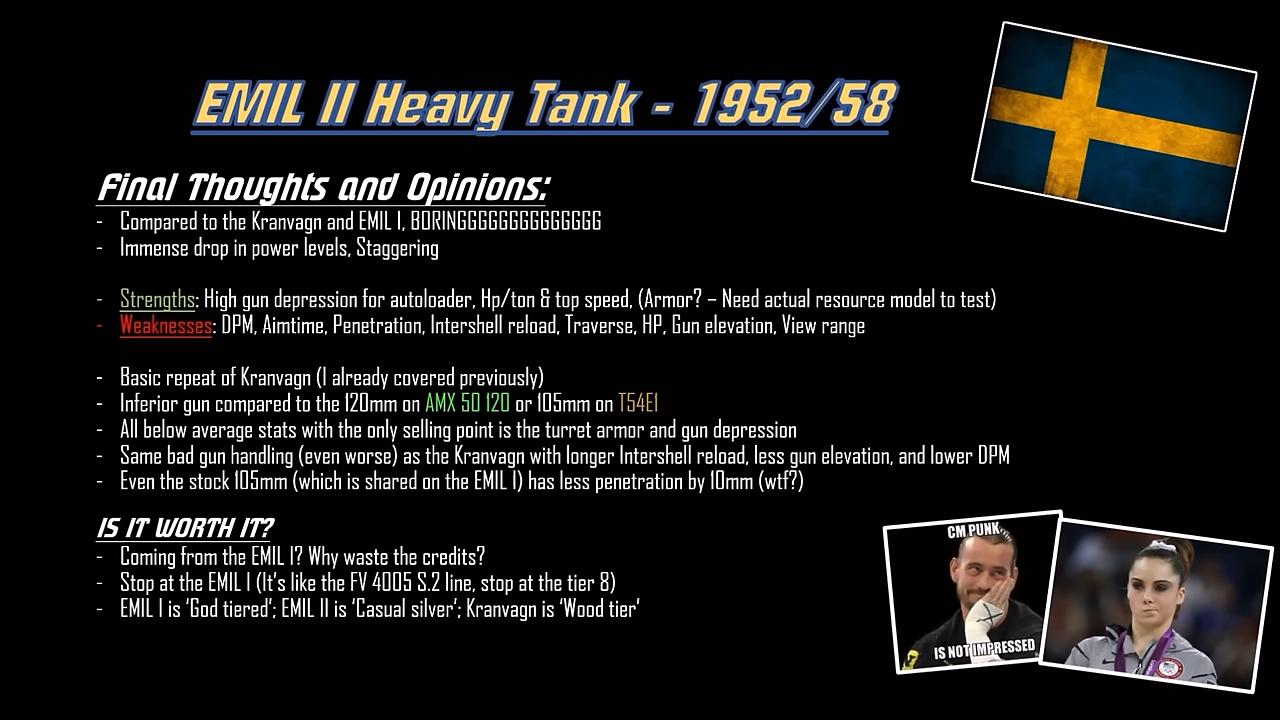 EMIL II Heavy Tank - 1952/58
Final Thoughts and Opinions:
- Compared to the Kranvagn and EMIL I, BORINGGGGGGGGGGGGGG
- Immense drop in power levels, Staggering
- Strengths: High gun depression for autoloader, Hp/ton & top speed, (Armor? – Need actual resource model to test)
- Weaknesses: DPM, Aimtime, Penetration, Intershell reload, Traverse, HP, Gun elevation, View range
- Basic repeat of Kranvagn (I already covered previously)
- Inferior gun compared to the 120mm on AMX 50 120 or 105mm on T54E1
- All below average stats with the only selling point is the turret armor and gun depression
- Same bad gun handling (even worse) as the Kranvagn with longer Intershell reload, less gun elevation, and lower DPM
- Even the stock 105mm (which is shared on the EMIL I) has less penetration by 10mm (wtf?)
IS IT WORTH IT?
- Coming from the EMIL I? Why waste the credits?
- Stop at the EMIL I (It's like the FV 4005 S.2 line, stop at the tier 8)
- EMIL I is 'God tiered'; EMIL II is 'Casual silver'; Kranvagn is 'Wood tier'
CM PUNK
IS NOT IMPRESSED